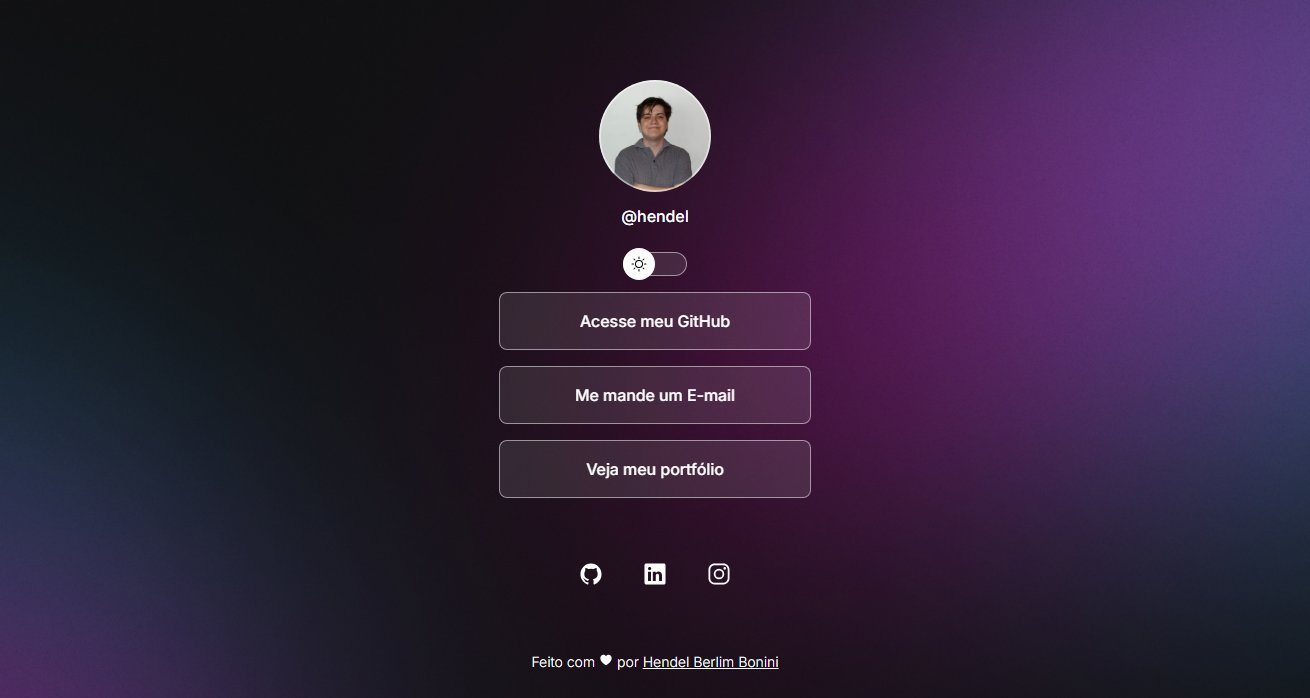 @hendel
Acesse meu GitHub
Me mande um E-mail
Veja meu portfólio
Feito com ♥ por Hendel Berlim Bonini